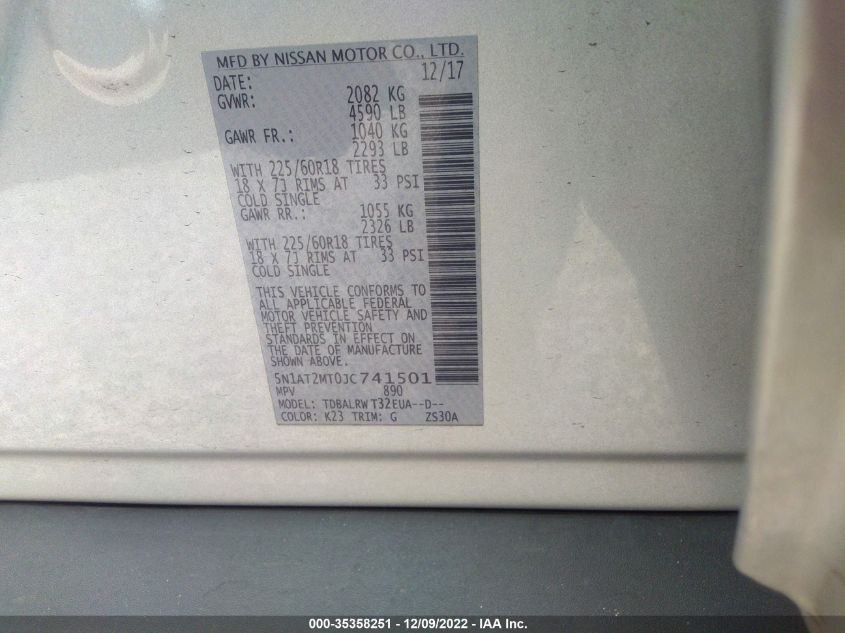 MFD BY NISSAN MOTOR CO., LTD.
DATE: 12/17
GVWR: 2082 KG
4590 LB
GAWR FR.: 1040 KG
2293 LB
WITH 225/60R18 TIRES
18 X 7J RIMS AT 33 PSI
COLD SINGLE
GAWR RR.: 1055 KG
2326 LB
WITH 225/60R18 TIRES
18 X 7J RIMS AT 33 PSI
COLD SINGLE
THIS VEHICLE CONFORMS TO
ALL APPLICABLE FEDERAL
MOTOR VEHICLE SAFETY AND
THEFT PREVENTION
STANDARDS IN EFFECT ON
THE DATE OF MANUFACTURE
SHOWN ABOVE.
5N1AT2MT0JC741501
MPV 890
MODEL: TDBALRW T32EUA--D--
COLOR: K23 TRIM: G ZS30A
000-35358251 - 12/09/2022 - IAA Inc.